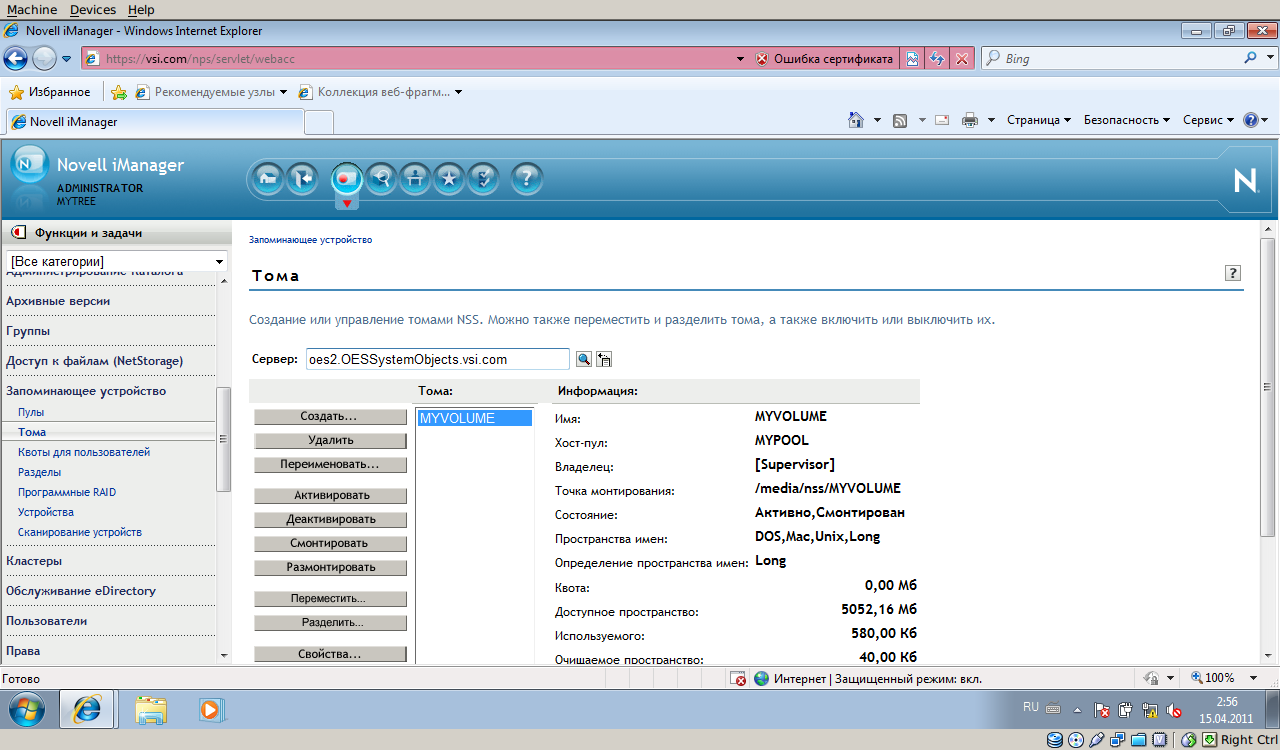 Machine Devices Help
Novell iManager - Windows Internet Explorer
https://vsi.com/nps/servlet/webacc
Ошибка сертификата
Bing
Избранное
Рекомендуемые узлы
Коллекция веб-фрагм...
Novell iManager
Страница
Безопасность
Сервис
Novell iManager
ADMINISTRATOR
MYTREE
N
Функции и задачи
[Все категории]
Администрирование каталога
Архивные версии
Группы
Доступ к файлам (NetStorage)
Запоминающее устройство
Пулы
Тома
Квоты для пользователей
Разделы
Программные RAID
Устройства
Сканирование устройств
Кластеры
Обслуживание eDirectory
Пользователи
Права
Запоминающее устройство
Тома
?
Создание или управление томами NSS. Можно также переместить и разделить тома, а также включить или выключить их.
Сервер: oes2.OESSystemObjects.vsi.com
Тома: Информация:
Создать...
Удалить
Переименовать...
Активировать
Деактивировать
Смонтировать
Размонтировать
Переместить...
Разделить...
Свойства...
MYVOLUME
Имя: MYVOLUME
Хост-пул: MYPOOL
Владелец: [Supervisor]
Точка монтирования: /media/nss/MYVOLUME
Состояние: Активно,Смонтирован
Пространства имен: DOS,Mac,Unix,Long
Определение пространства имен: Long
Квота: 0,00 Мб
Доступное пространство: 5052,16 Мб
Используемого: 580,00 Кб
Очищаемое пространство: 40,00 Кб
Готово
Интернет | Защищенный режим: вкл.
100%
RU
2:56
15.04.2011
Right Ctrl